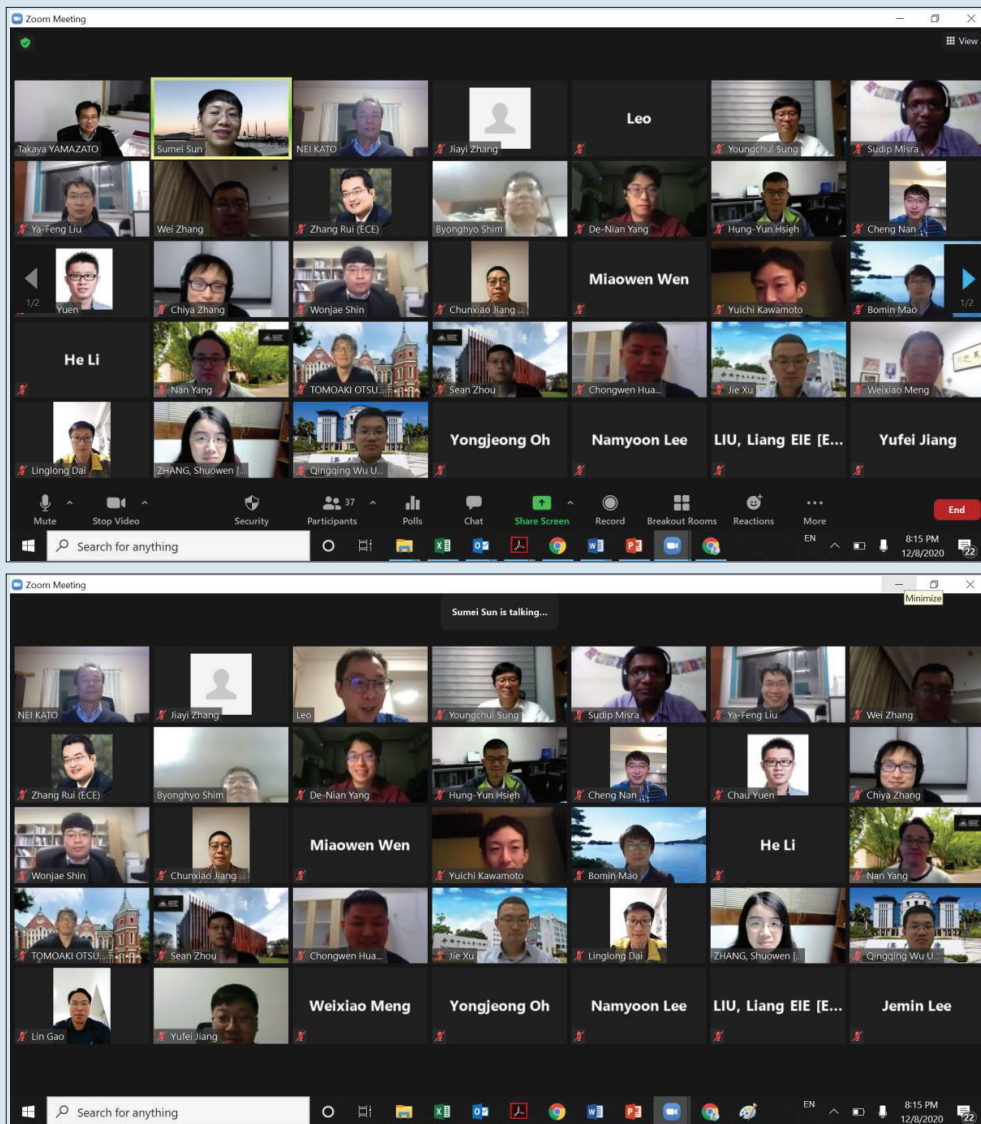 Zoom Meeting
View
Takaya YAMAZATO
Sumei Sun
NEI KATO
Jiayi Zhang
Leo
Youngchul Sung
Sudip Misra
Ya-Feng Liu
Wei Zhang
Zhang Rui (ECE)
Byonghyo Shim
De-Nian Yang
Hung-Yun Hsieh
Cheng Nan
1/2
Yuen
Chiya Zhang
Wonjae Shin
Chunxiao Jiang ...
Miaowen Wen
Yuichi Kawamoto
Bomin Mao
1/2
He Li
Nan Yang
TOMOAKI OTSU...
Sean Zhou
Chongwen Hua...
Jie Xu
Weixiao Meng
Linglong Dai
ZHANG, Shuowen [...
Qingqing Wu U...
Yongjeong Oh
Namyoon Lee
LIU, Liang EIE [E...
Yufei Jiang
Mute
Stop Video
Security
37
Participants
Polls
Chat
Share Screen
Record
Breakout Rooms
Reactions
More
End
Search for anything
EN
8:15 PM
12/8/2020
22
Zoom Meeting
Minimize
Sumei Sun is talking...
NEI KATO
Jiayi Zhang
Leo
Youngchul Sung
Sudip Misra
Ya-Feng Liu
Wei Zhang
Zhang Rui (ECE)
Byonghyo Shim
De-Nian Yang
Hung-Yun Hsieh
Cheng Nan
Chau Yuen
Chiya Zhang
Wonjae Shin
Chunxiao Jiang ...
Miaowen Wen
Yuichi Kawamoto
Bomin Mao
He Li
Nan Yang
TOMOAKI OTSU...
Sean Zhou
Chongwen Hua...
Jie Xu
Linglong Dai
ZHANG, Shuowen [...
Qingqing Wu U...
Lin Gao
Yufei Jiang
Weixiao Meng
Yongjeong Oh
Namyoon Lee
LIU, Liang EIE [E...
Jemin Lee
Search for anything
EN
8:15 PM
12/8/2020
22